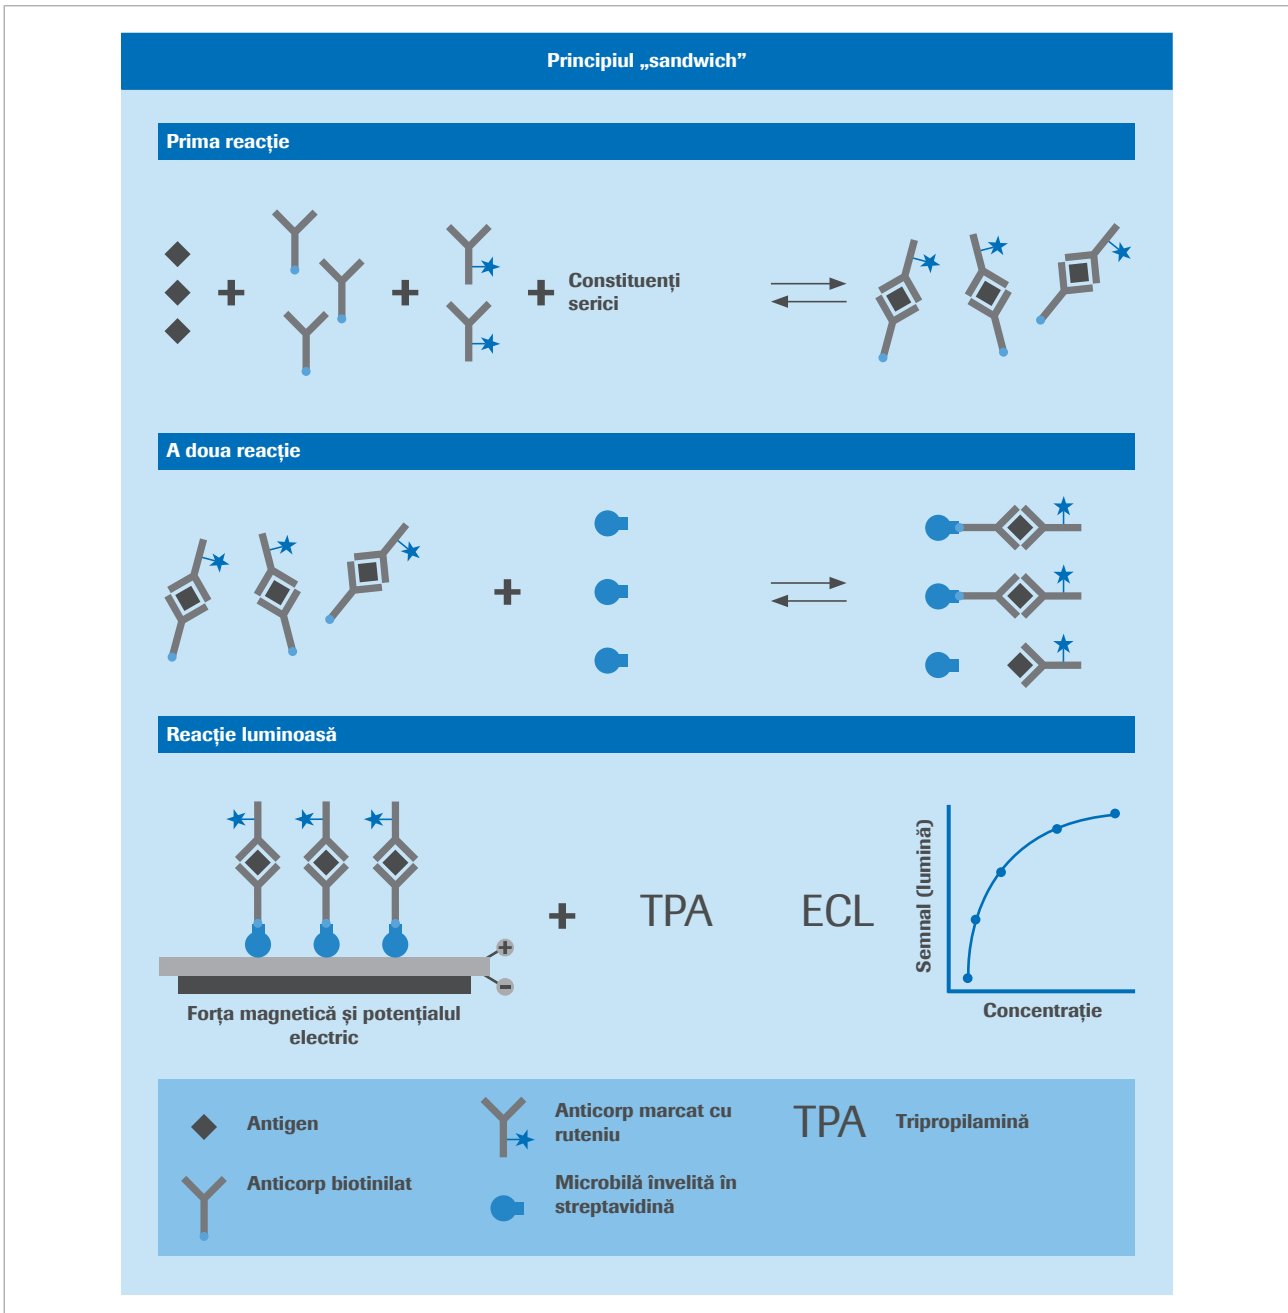 Principiul „sandwich”
Prima reacție
+
+
+
Constituenți
serici
A doua reacție
+
Reacție luminoasă
+
TPA
ECL
+
−
Forța magnetică și potențialul
electric
Semnal (lumină)
Concentrație
Antigen
Anticorp marcat cu
ruteniu
TPA
Tripropilamină
Anticorp biotinilat
Microbilă învelită în
streptavidină